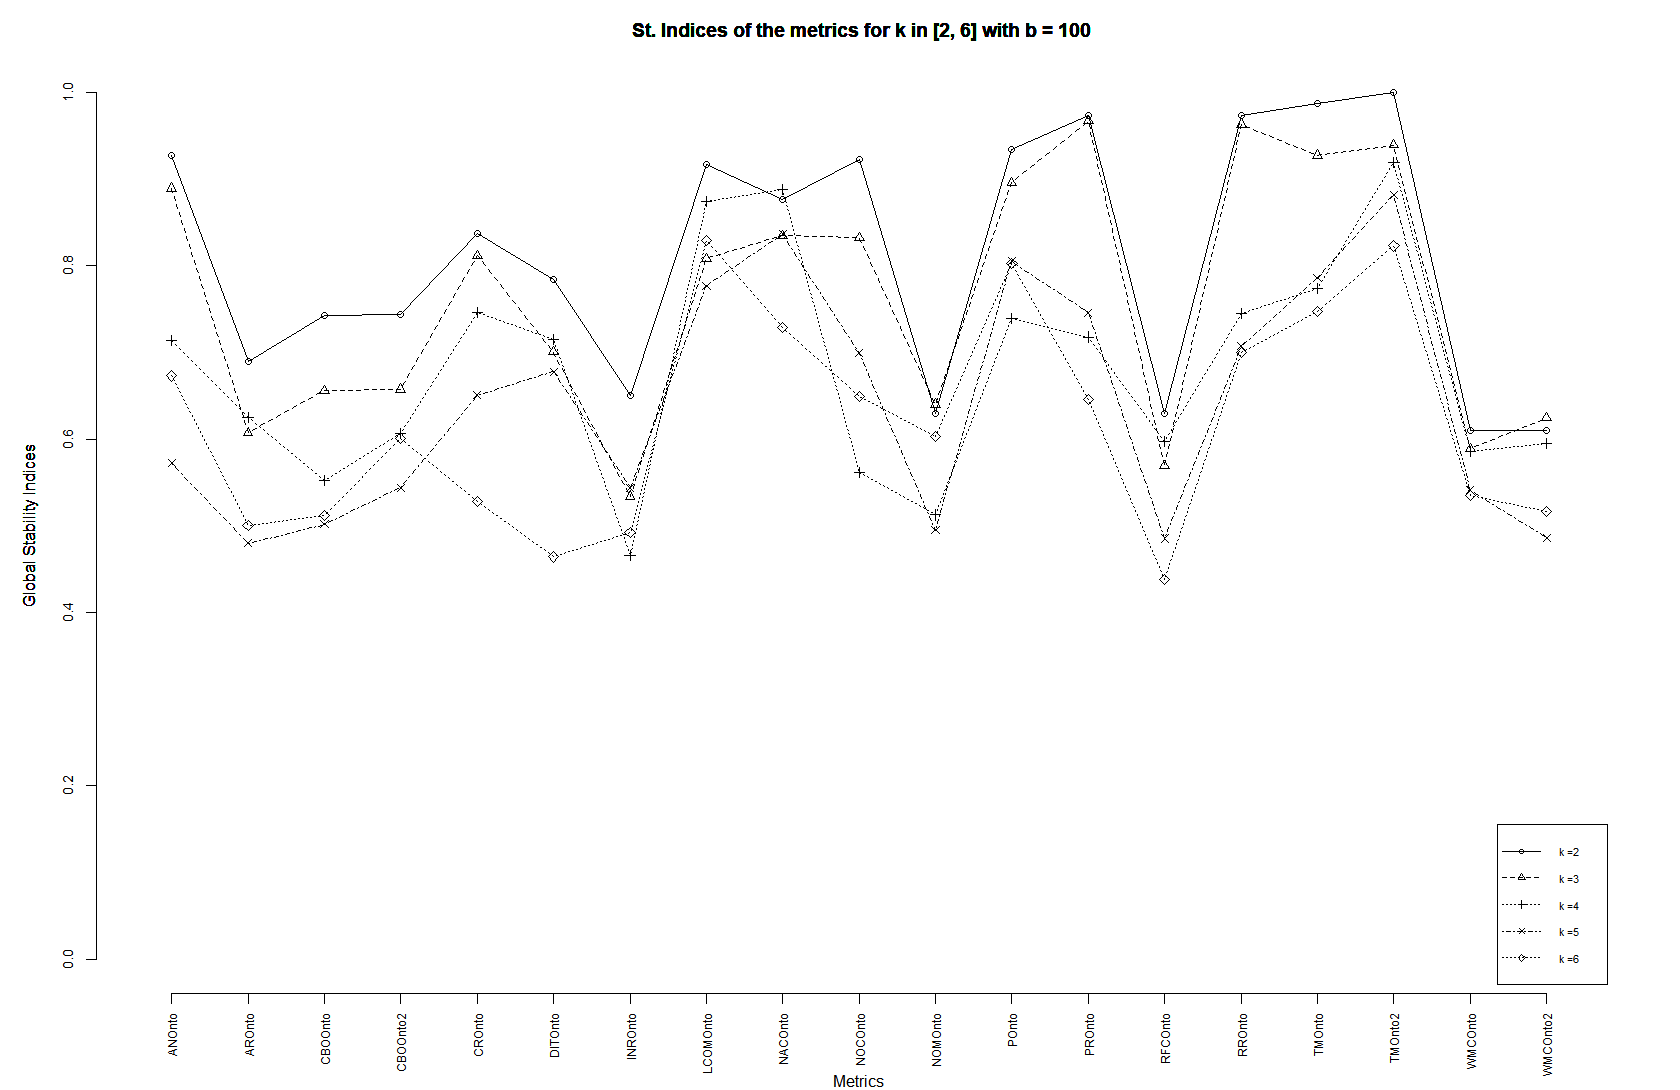 St. Indices of the metrics for k in [2, 6] with b = 100
Global Stability Indices
1.0
0.8
0.6
0.4
0.2
0.0
k =2
k =3
k =4
k =5
k =6
ANOnto
AROnto
CBOOnto
CBOOnto2
CROnto
DITOnto
INROnto
LCOMOnto
NACOnto
NOCOnto
NOMOnto
POnto
PROnto
RFCOnto
RROnto
TMOnto
TMOnto2
WMCOnto
WMCOnto2
Metrics